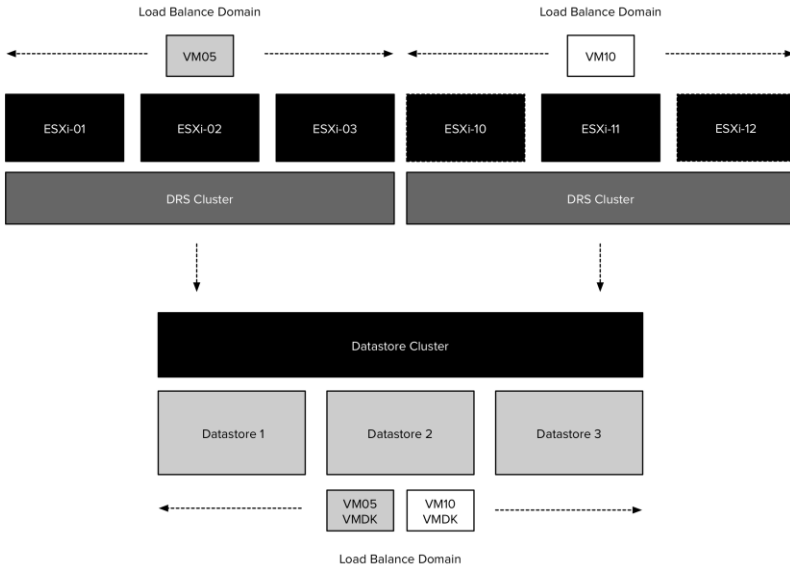 Load Balance Domain
Load Balance Domain
VM05
VM10
ESXi-01
ESXi-02
ESXi-03
ESXi-10
ESXi-11
ESXi-12
DRS Cluster
DRS Cluster
Datastore Cluster
Datastore 1
Datastore 2
Datastore 3
VM05
VMDK
VM10
VMDK
Load Balance Domain